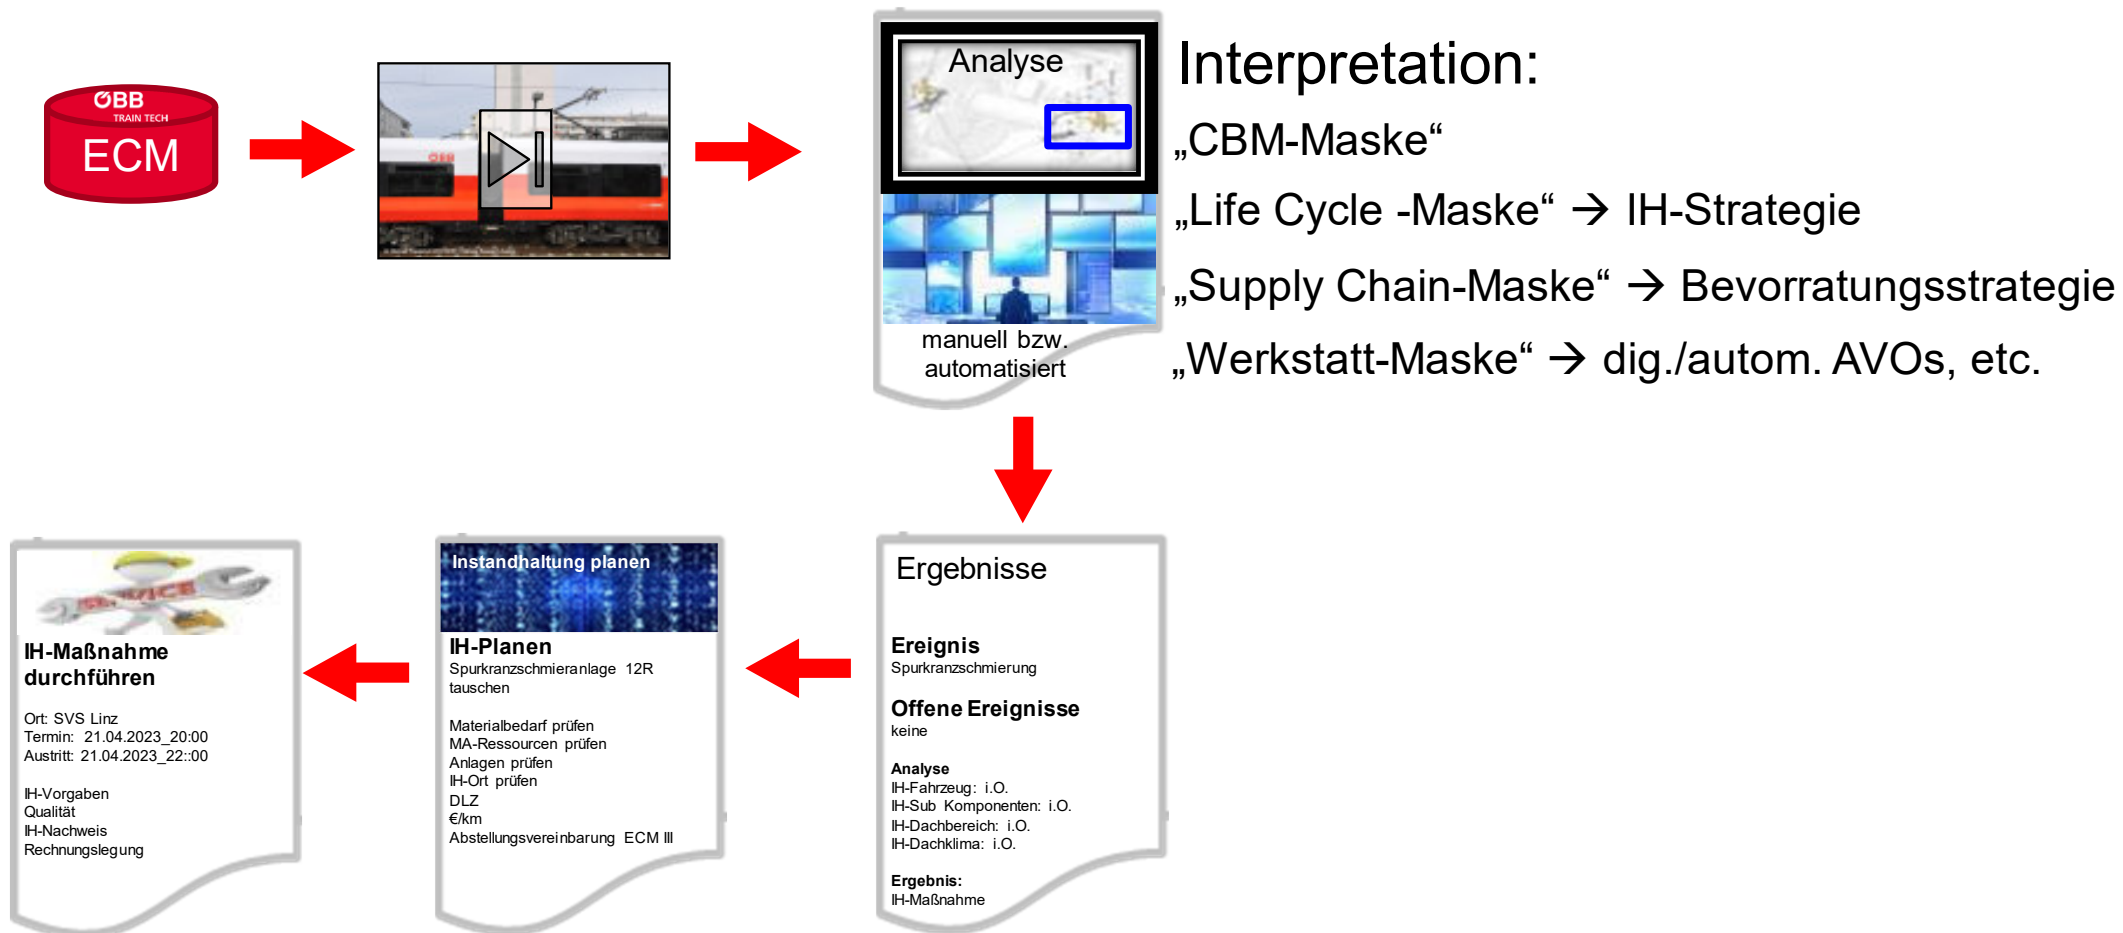 ÖBB
TRAIN TECH
ECM
ÖBB
Analyse
manuell bzw.
automatisiert
Interpretation:
„CBM-Maske“
„Life Cycle -Maske“ → IH-Strategie
„Supply Chain-Maske“ → Bevorratungsstrategie
„Werkstatt-Maske“ → dig./autom. AVOs, etc.
SERVICE
IH-Maßnahme
durchführen
Ort: SVS Linz
Termin: 21.04.2023_20:00
Austritt: 21.04.2023_22::00
IH-Vorgaben
Qualität
IH-Nachweis
Rechnungslegung
Instandhaltung planen
IH-Planen
Spurkranzschmieranlage 12R
tauschen
Materialbedarf prüfen
MA-Ressourcen prüfen
Anlagen prüfen
IH-Ort prüfen
DLZ
€/km
Abstellungsvereinbarung ECM III
Ergebnisse
Ereignis
Spurkranzschmierung
Offene Ereignisse
keine
Analyse
IH-Fahrzeug: i.O.
IH-Sub Komponenten: i.O.
IH-Dachbereich: i.O.
IH-Dachklima: i.O.
Ergebnis:
IH-Maßnahme